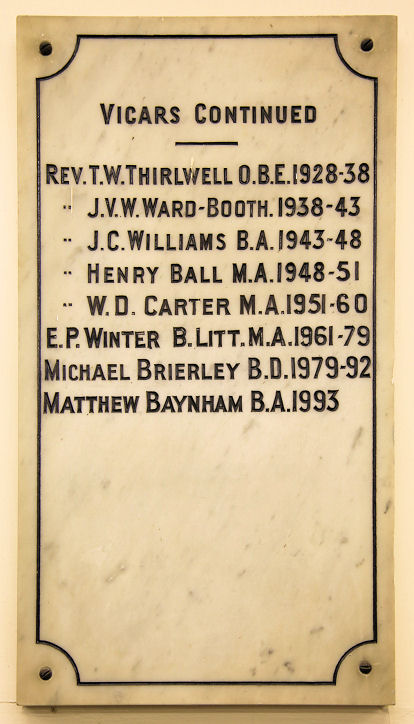 VICARS CONTINUED
REV. T.W. THIRLWELL O.B.E. 1928-38
" J.V.W. WARD-BOOTH. 1938-43
" J.C. WILLIAMS B.A. 1943-48
" HENRY BALL M.A. 1948-51
" W.D. CARTER M.A. 1951-60
E.P. WINTER B.LITT. M.A. 1961-79
MICHAEL BRIERLEY B.D. 1979-92
MATTHEW BAYNHAM B.A. 1993